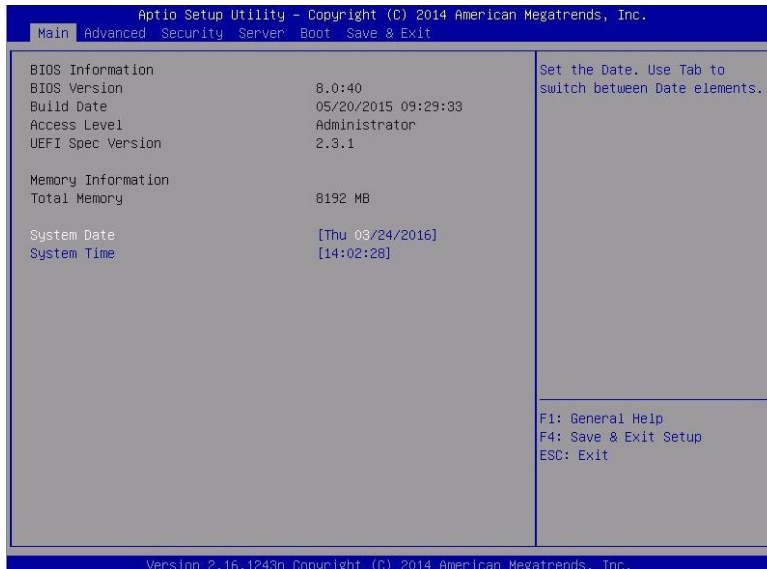 Aptio Setup Utility – Copyright (C) 2014 American Megatrends, Inc.
Main Advanced Security Server Boot Save & Exit
BIOS Information
BIOS Version 8.0:40
Build Date 05/20/2015 09:29:33
Access Level Administrator
UEFI Spec Version 2.3.1
Memory Information
Total Memory 8192 MB
System Date [Thu 03/24/2016]
System Time [14:02:28]
Set the Date. Use Tab to
switch between Date elements.
F1: General Help
F4: Save & Exit Setup
ESC: Exit
Version 2.16.1243n Copyright (C) 2014 American Megatrends, Inc.